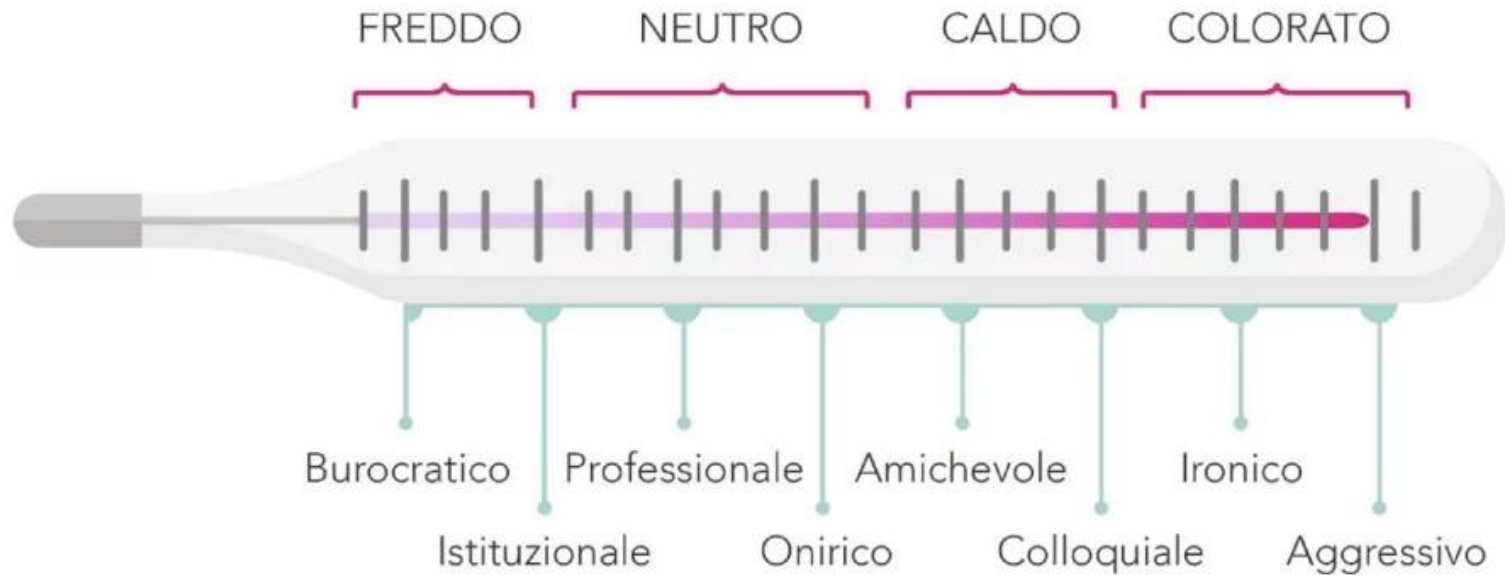 FREDDO NEUTRO CALDO COLORATO
Burocratico Professionale Amichevole Ironico
Istituzionale Onirico Colloquiale Aggressivo